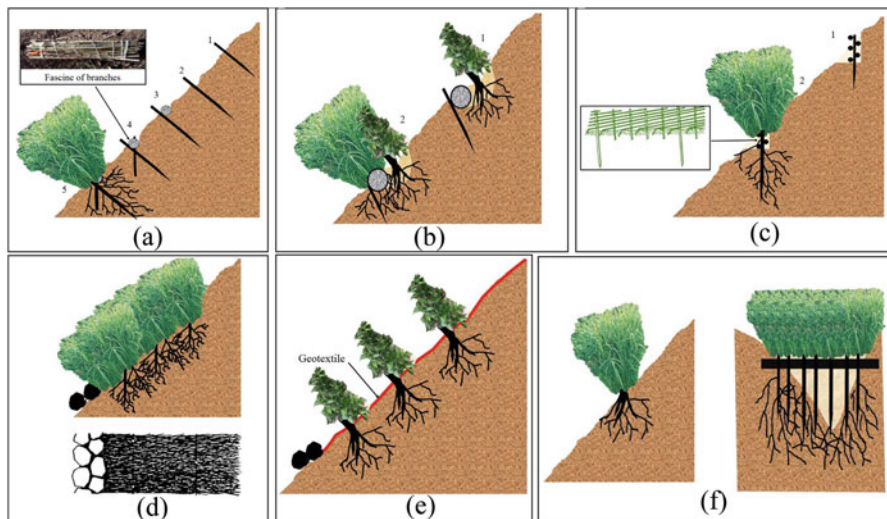 Fascine of branches
1
2
3
4
5
(a)
1
2
(b)
1
2
(c)
(d)
Geotextile
(e)
(f)